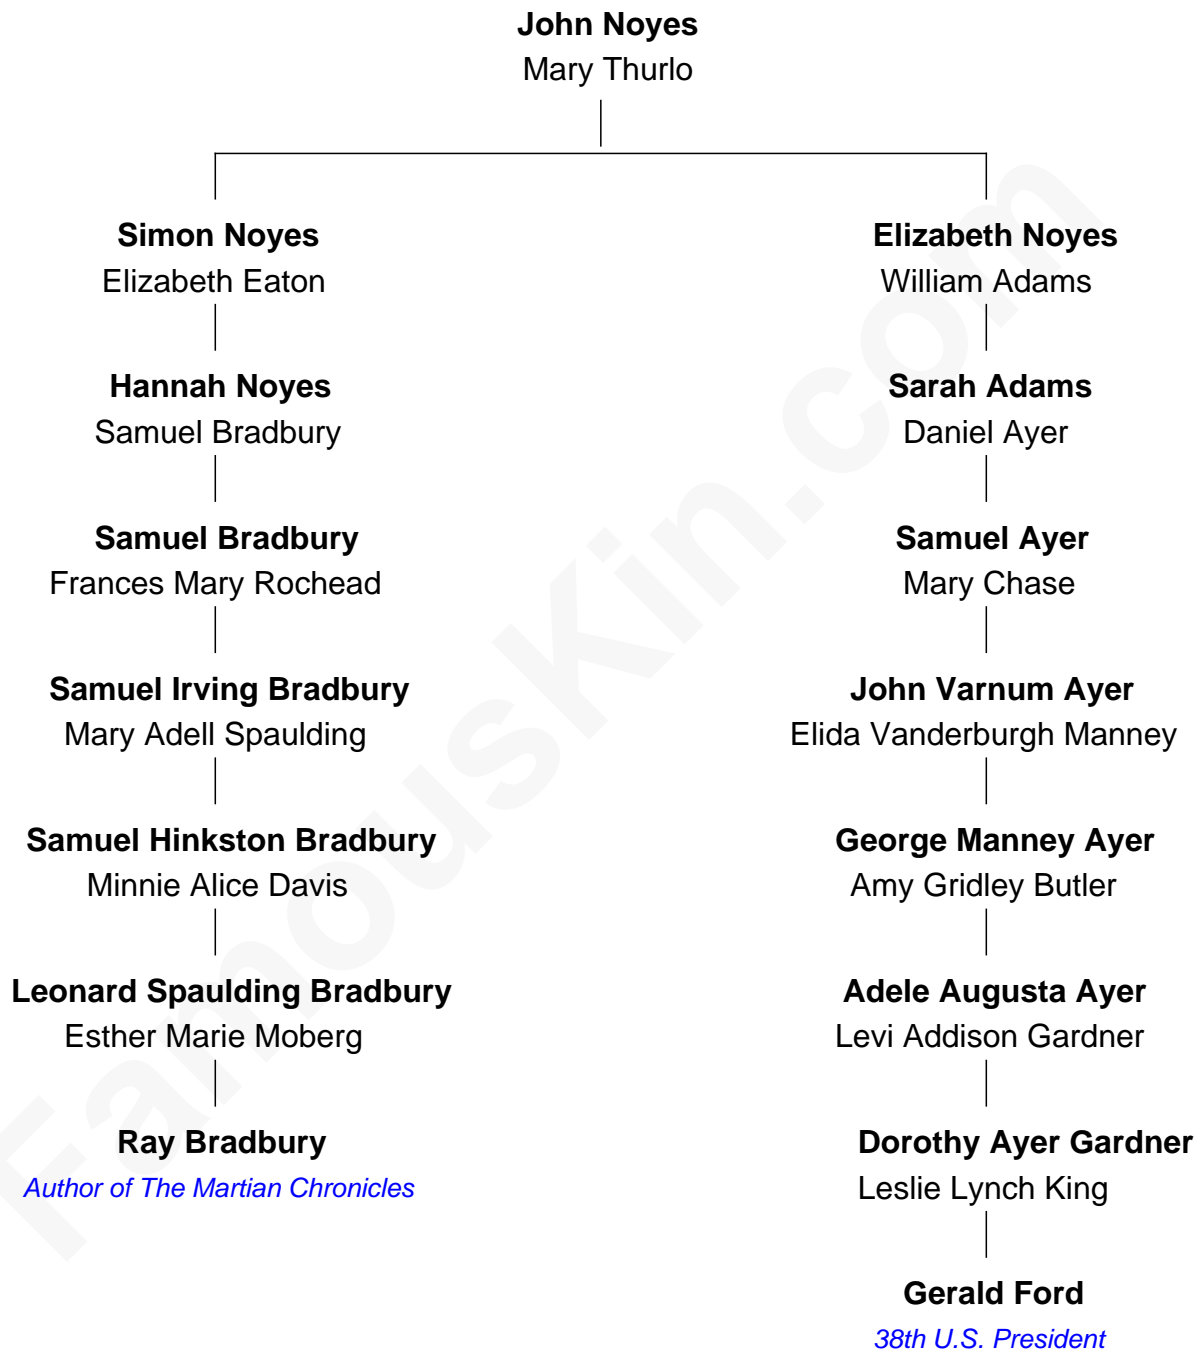 John Noyes
Mary Thurlo
Simon Noyes
Elizabeth Eaton
Elizabeth Noyes
William Adams
Hannah Noyes
Samuel Bradbury
Sarah Adams
Daniel Ayer
Samuel Bradbury
Frances Mary Rochead
Samuel Ayer
Mary Chase
Samuel Irving Bradbury
Mary Adell Spaulding
John Varnum Ayer
Elida Vanderburgh Manney
Samuel Hinkston Bradbury
Minnie Alice Davis
George Manney Ayer
Amy Gridley Butler
Leonard Spaulding Bradbury
Esther Marie Moberg
Adele Augusta Ayer
Levi Addison Gardner
Ray Bradbury
Author of The Martian Chronicles
Dorothy Ayer Gardner
Leslie Lynch King
Gerald Ford
38th U.S. President
FamousKin.com